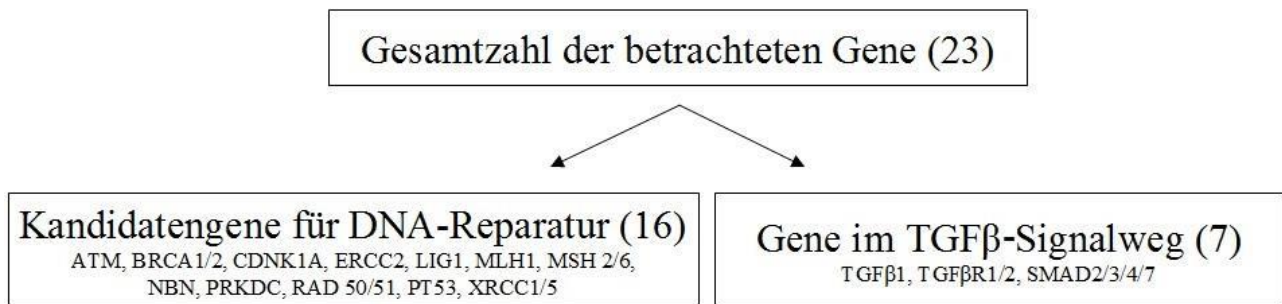 Gesamtzahl der betrachteten Gene (23)
Kandidatengene für DNA-Reparatur (16)
ATM, BRCA1/2, CDNK1A, ERCC2, LIG1, MLH1, MSH 2/6,
NBN, PRKDC, RAD 50/51, PT53, XRCC1/5
Gene im TGFβ-Signalweg (7)
TGFβ1, TGFβR1/2, SMAD2/3/4/7